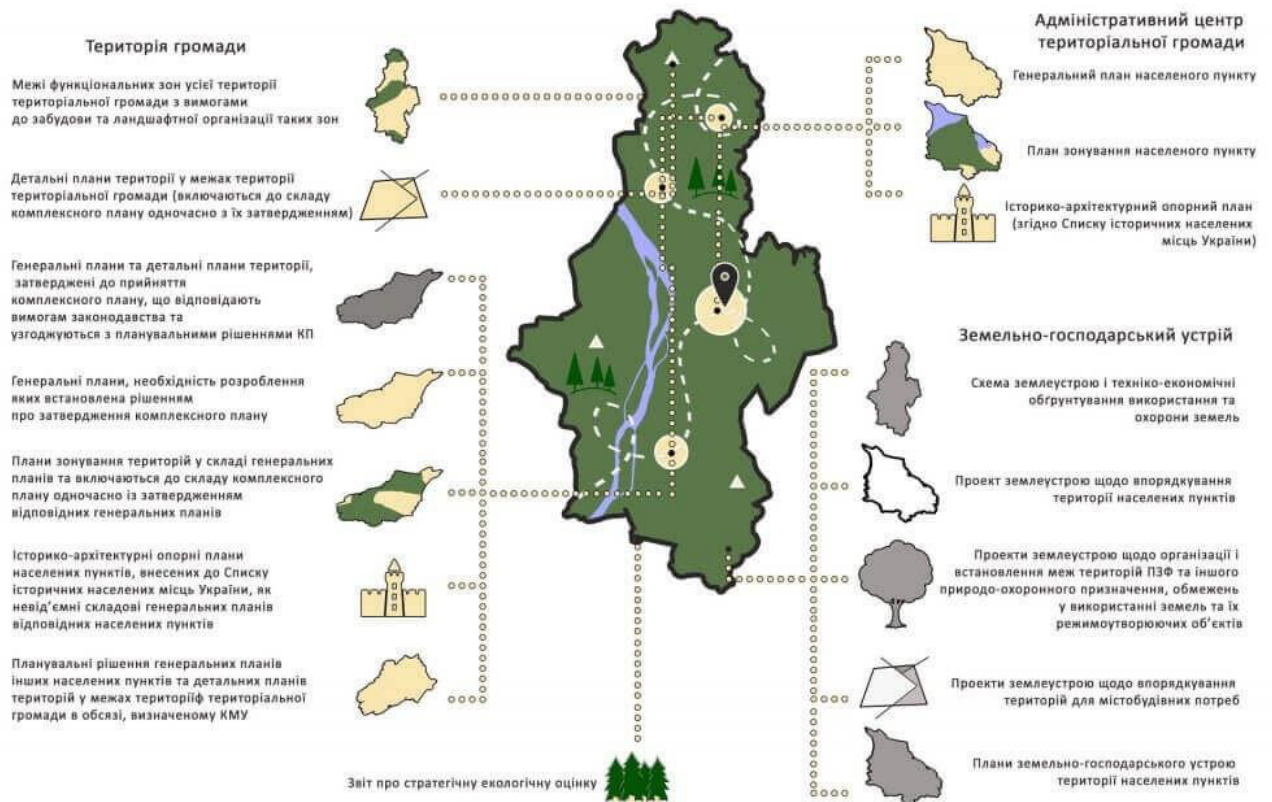 Територія громади
Межі функціональних зон усієї території
територіальної громади з вимогами
до забудови та ландшафтної організації таких зон
Детальні плани території у межах території
територіальної громади (включаються до складу
комплексного плану одночасно з їх затвердженням)
Генеральні плани та детальні плани території,
затверджені до прийняття
комплексного плану, що відповідають
вимогам законодавства та
узгоджуються з планувальними рішеннями КП
Генеральні плани, необхідність розроблення
яких встановлена рішенням
про затвердження комплексного плану
Плани зонування територій у складі генеральних
планів та включаються до складу комплексного
плану одночасно із затвердженням
відповідних генеральних планів
Історико-архітектурні опорні плани
населених пунктів, внесених до Списку
історичних населених місць України, як
невід’ємні складові генеральних планів
відповідних населених пунктів
Планувальні рішення генеральних планів
інших населених пунктів та детальних планів
територій у межах територіїф територіальної
громади в обсязі, визначеному КМУ
Звіт про стратегічну екологічну оцінку
Адміністративний центр
територіальної громади
Генеральний план населеного пункту
План зонування населеного пункту
Історико-архітектурний опорний план
(згідно Списку історичних населених
місць України)
Земельно-господарський устрій
Схема землеустрою і техніко-економічні
обґрунтування використання та
охорони земель
Проект землеустрою щодо впорядкування
території населених пунктів
Проекти землеустрою щодо організації і
встановлення меж територій ПЗФ та іншого
природо-охоронного призначення, обмежень
у використанні земель та їх
режимоутворюючих об’єктів
Проекти землеустрою щодо впорядкування
територій для містобудівних потреб
Плани земельно-господарського устрою
території населених пунктів